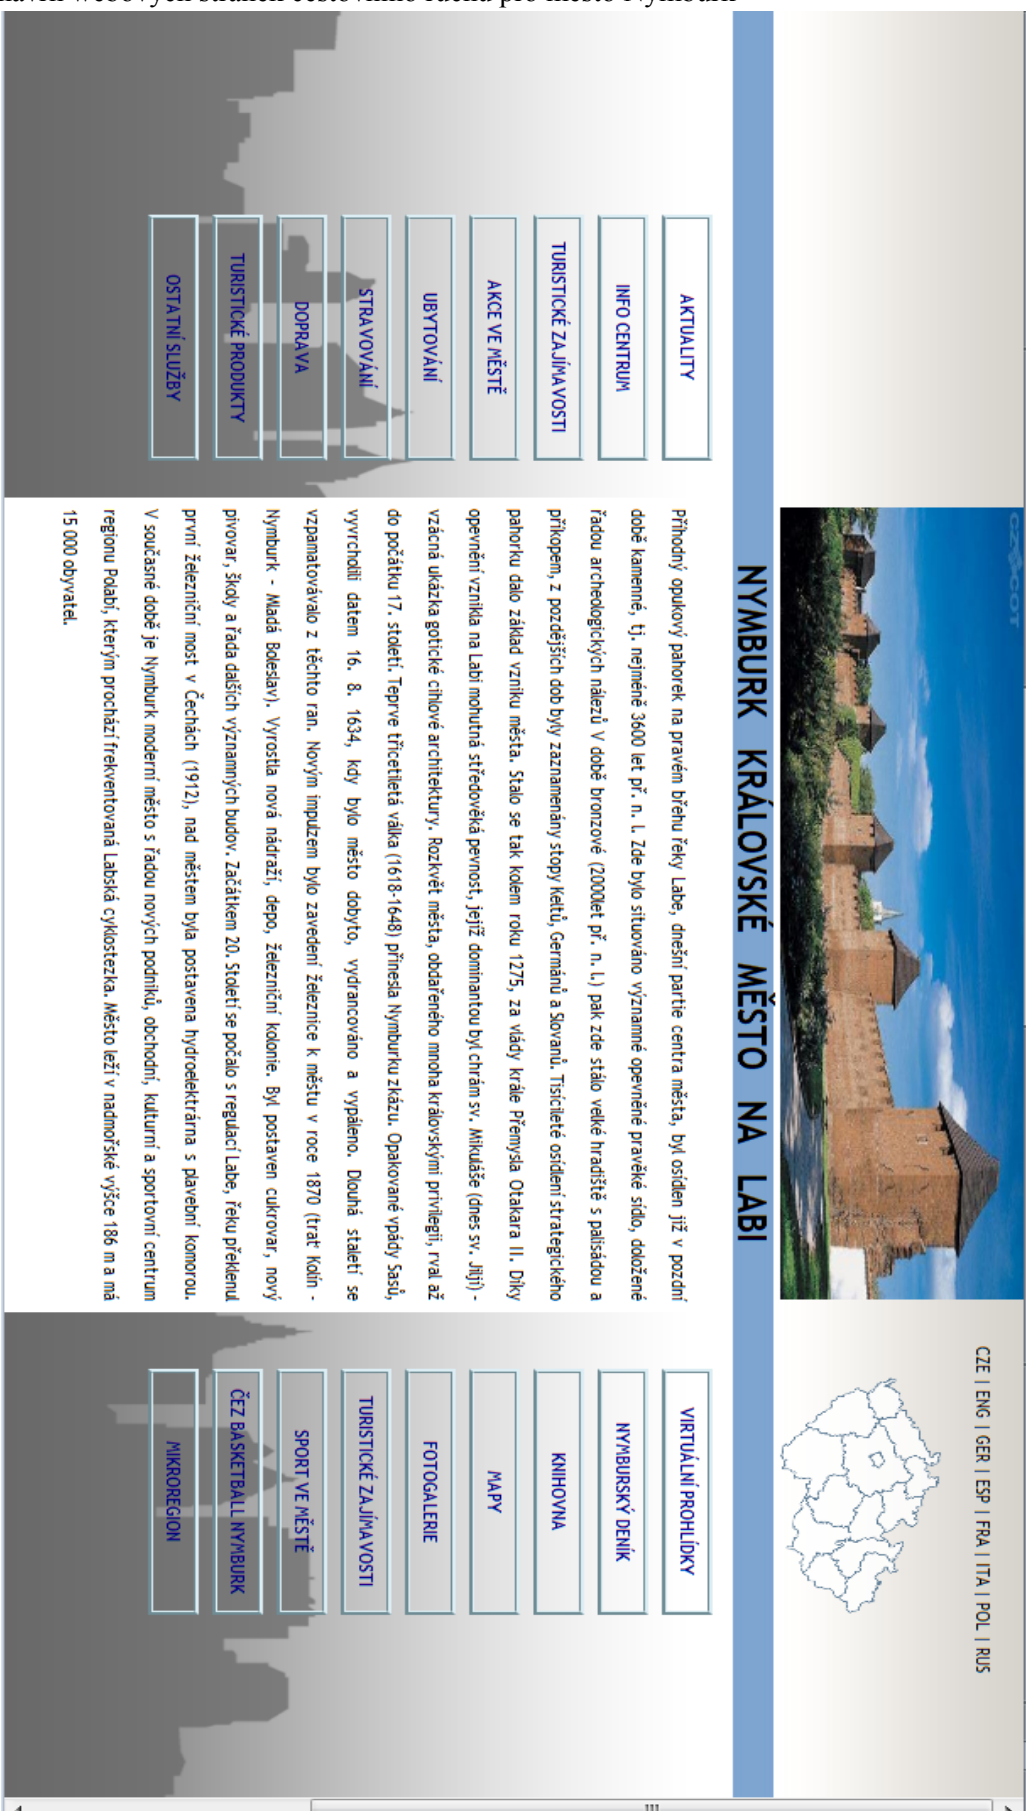 návrh webových stránek cestovního ruchu pro město Nymburk
CZ COT
CZE | ENG | GER | ESP | FRA | ITA | POL | RUS
NYMBURK KRÁLOVSKÉ MĚSTO NA LABI
AKTUALITY
INFO CENTRUM
TURISTICKÉ ZAJÍMAVOSTI
AKCE VE MĚSTĚ
UBYTOVÁNÍ
STRAVOVÁNÍ
DOPRAVA
TURISTICKÉ PRODUKTY
OSTATNÍ SLUŽBY
Příhodný opukový pahorek na pravém břehu řeky Labe, dnešní partie centra města, byl osídlen již v pozdní
době kamenné, tj. nejméně 3600 let př. n. l. Zde bylo situováno významné opevněné pravěké sídlo, doložené
řadou archeologických nálezů V době bronzové (2000let př. n. l.) pak zde stálo velké hradiště s palisádou a
příkopem, z pozdějších dob byly zaznamenány stopy Keltů, Germánů a Slovanů. Tisícileté osídlení strategického
pahorku dalo základ vzniku města. Stalo se tak kolem roku 1275, za vlády krále Přemysla Otakara II. Díky
opevnění vznikla na Labi mohutná středověká pevnost, jejíž dominantou byl chrám sv. Mikuláše (dnes sv. Jiljí) -
vzácná ukázka gotické cihlové architektury. Rozkvět města, obdařeného mnoha královskými privilegii, rval až
do počátku 17. století. Teprve třicetiletá válka (1618-1648) přinesla Nymburku zkázu. Opakované vpády Sasů,
vyvrcholili datem 16. 8. 1634, kdy bylo město dobyto, vydrancováno a vypáleno. Dlouhá staletí se
vzpamatovávalo z těchto ran. Novým impulzem bylo zavedení železnice k městu v roce 1870 (trať Kolín -
Nymburk - Mladá Boleslav). Vyrostla nová nádraží, depo, železniční kolonie. Byl postaven cukrovar, nový
pivovar, školy a řada dalších významných budov. Začátkem 20. Století se počalo s regulací Labe, řeku překlenul
první železniční most v Čechách (1912), nad městem byla postavena hydroelektrárna s plavební komorou.
V současné době je Nymburk moderní město s řadou nových podniků, obchodní, kulturní a sportovní centrum
regionu Polabí, kterým prochází frekventovaná Labská cyklostezka. Město leží v nadmořské výšce 186 m a má
15 000 obyvatel.
VIRTUÁLNÍ PROHLÍDKY
NYMBURSKÝ DENÍK
KNIHOVNA
MAPY
FOTOGALERIE
TURISTICKÉ ZAJÍMAVOSTI
SPORT VE MĚSTĚ
ČEZ BASKETBALL NYMBURK
MIKROREGION